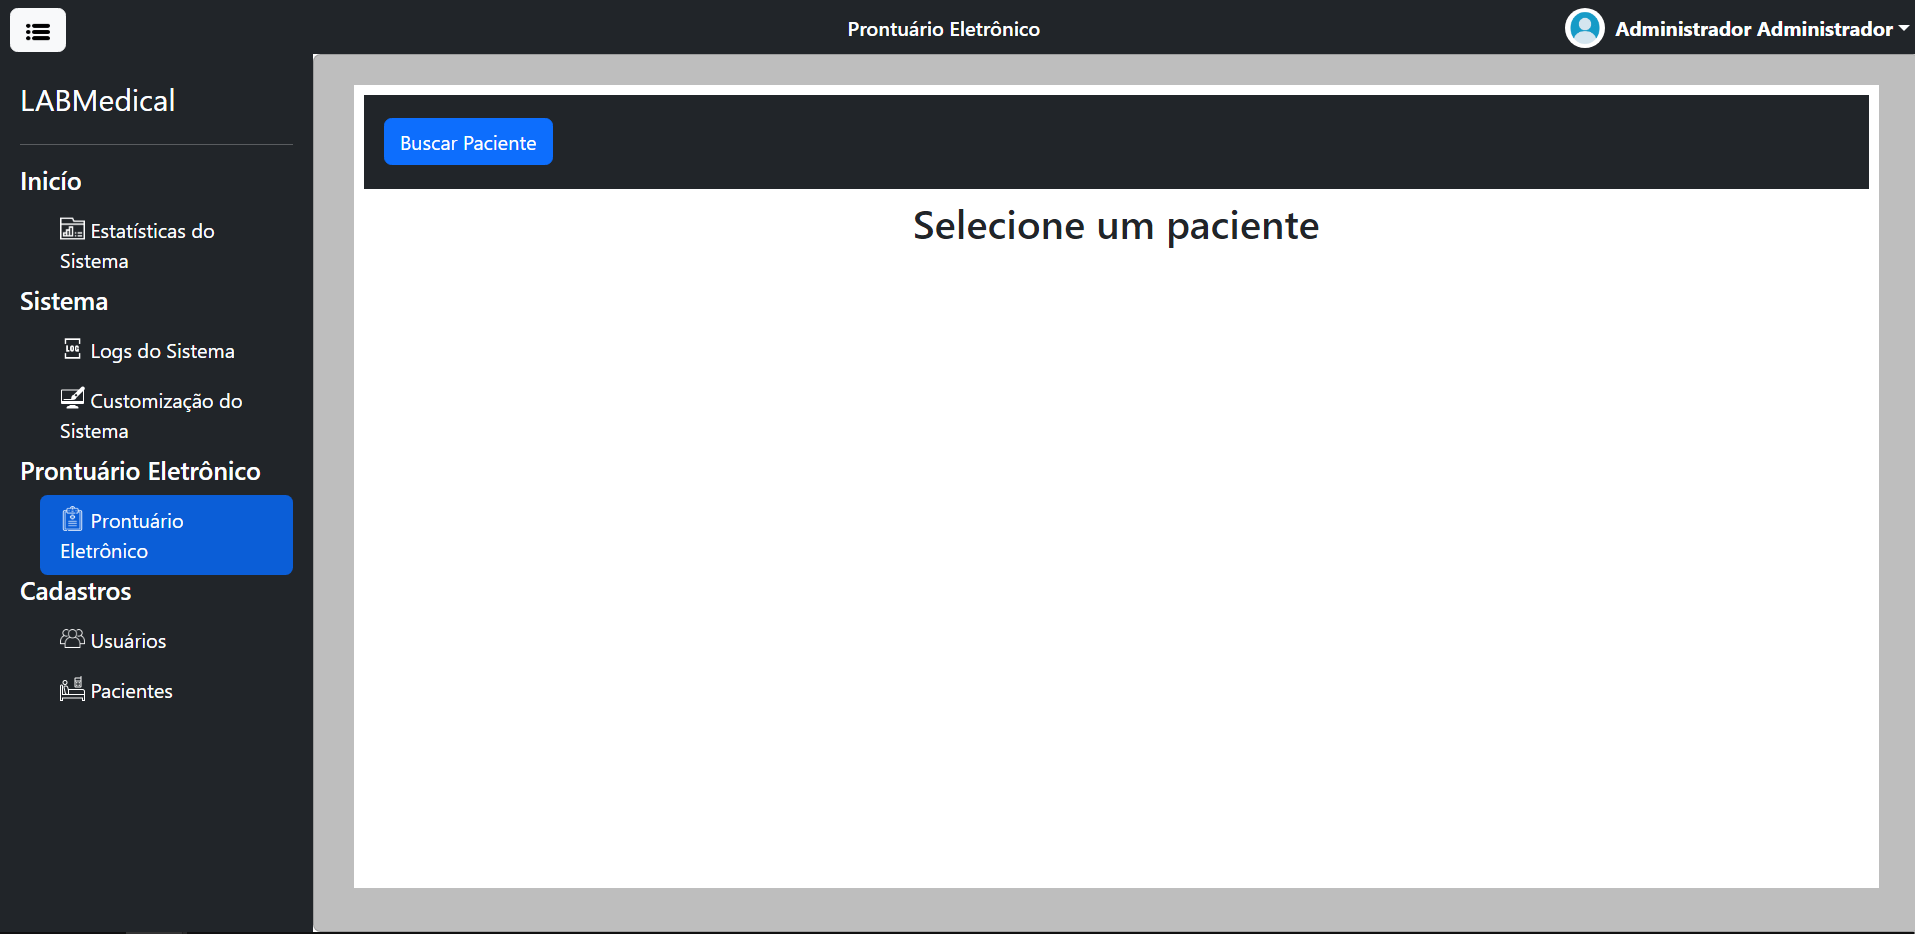 Prontuário Eletrônico
Administrador Administrador
LABMedical
Inicío
Estatísticas do
Sistema
Sistema
LOG
Logs do Sistema
Customização do
Sistema
Prontuário Eletrônico
Prontuário
Eletrônico
Cadastros
Usuários
Pacientes
Buscar Paciente
Selecione um paciente